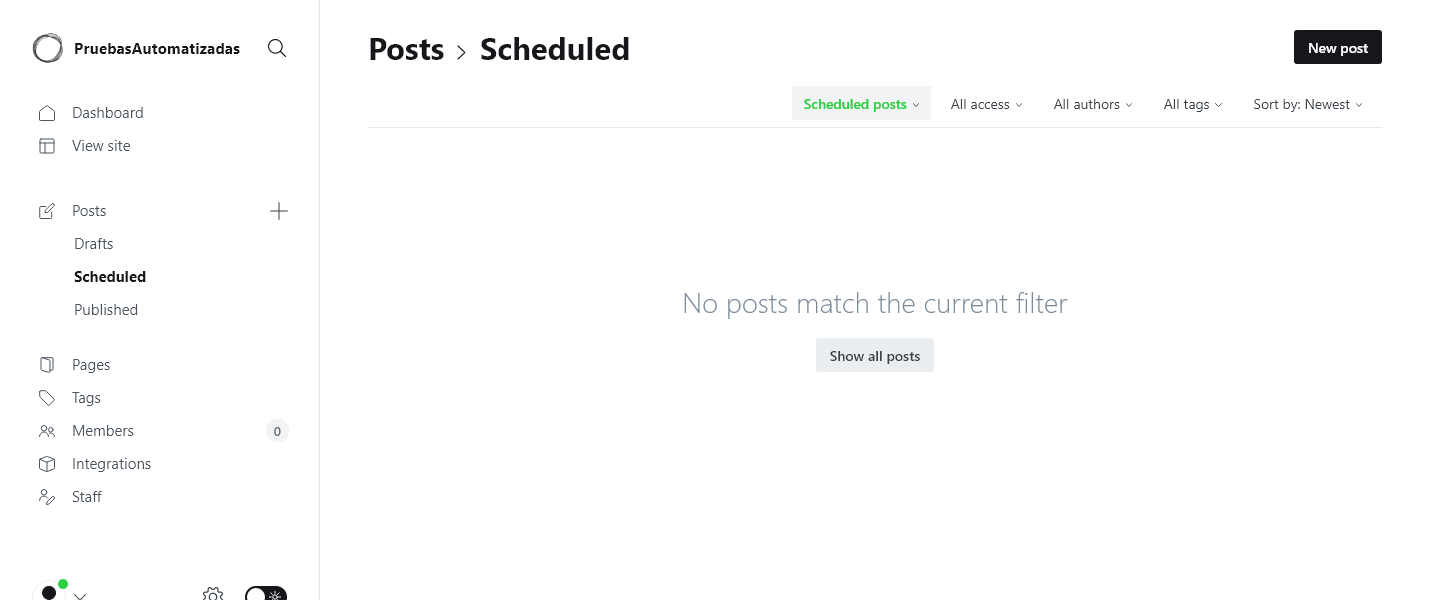 PruebasAutomatizadas
Dashboard
View site
Posts
Drafts
Scheduled
Published
Pages
Tags
Members 0
Integrations
Staff
Posts > Scheduled
New post
Scheduled posts All access All authors All tags Sort by: Newest
No posts match the current filter
Show all posts